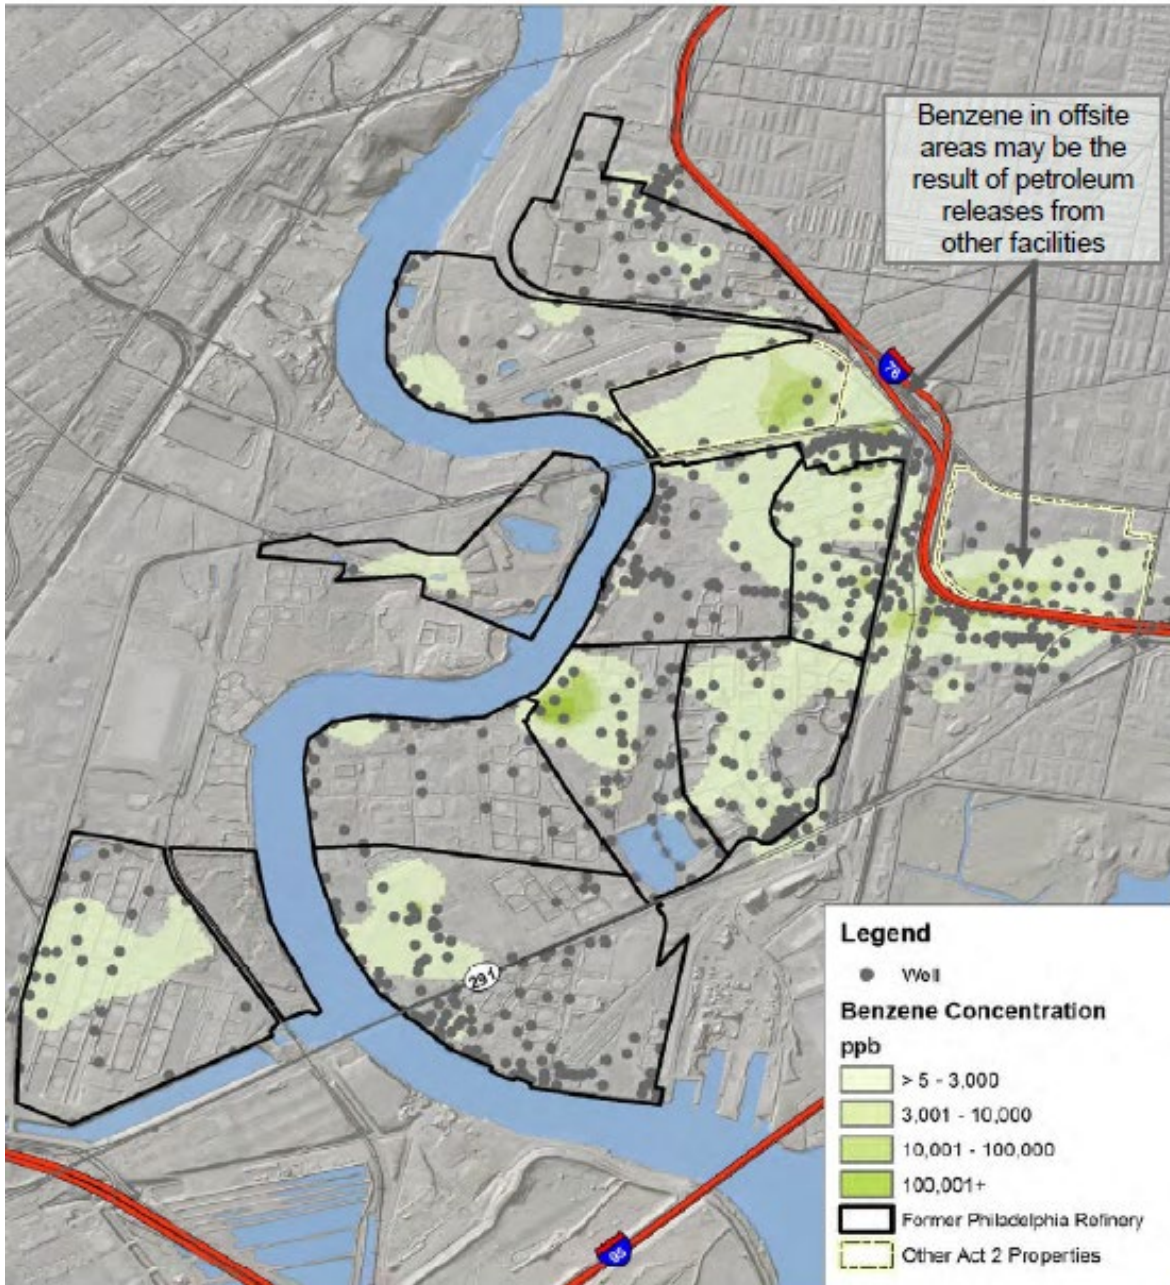 Benzene in offsite
areas may be the
result of petroleum
releases from
other facilities
76
291
95
Legend
Well
Benzene Concentration
ppb
> 5 - 3,000
3,001 - 10,000
10,001 - 100,000
100,001+
Former Philadelphia Refinery
Other Act 2 Properties